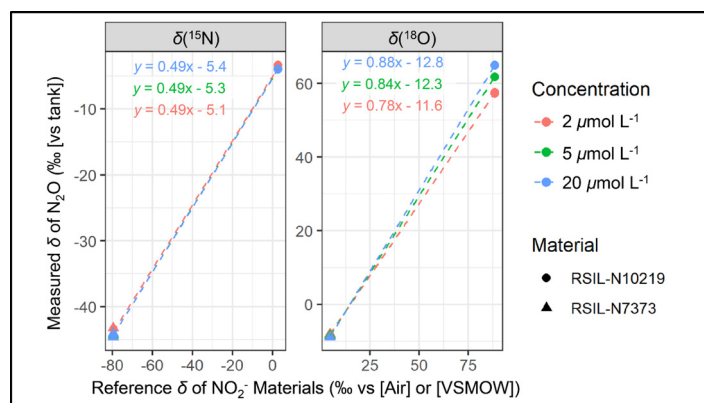 δ(¹⁵N)
δ(¹⁸O)
y = 0.49x - 5.4
y = 0.49x - 5.3
y = 0.49x - 5.1
y = 0.88x - 12.8
y = 0.84x - 12.3
y = 0.78x - 11.6
Measured δ of N₂O (‰ [vs tank])
-10
-20
-30
-40
60
40
20
0
-80
-60
-40
-20
0
25
50
75
Reference δ of NO₂⁻ Materials (‰ vs [Air] or [VSMOW])
Concentration
2 µmol L⁻¹
5 µmol L⁻¹
20 µmol L⁻¹
Material
RSIL-N10219
RSIL-N7373